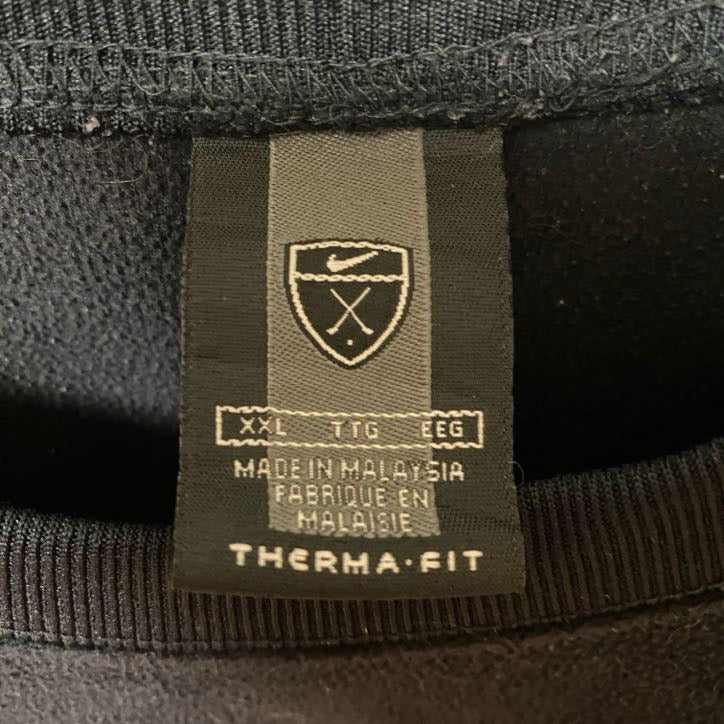 XXL TTG EEG
MADE IN MALAYSIA
FABRIQUE EN
MALAISIE
THERMA·FIT